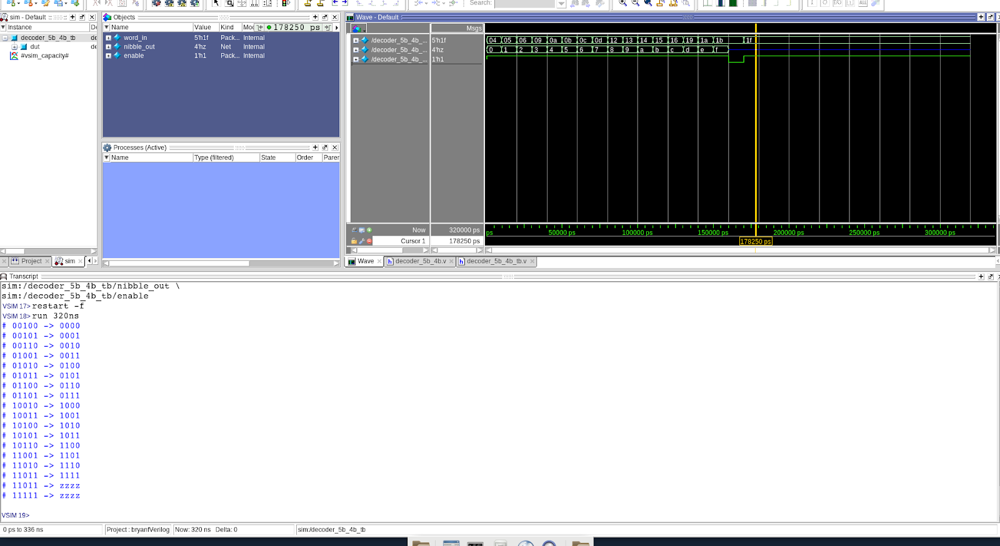 Search:
sim - Default
Instance
De
decoder_5b_4b_tb
de
dut
de
#vsim_capacity#
Project
sim
Objects
Name
Value
Kind
Mod
178250 ps
word_in
5'h1f
Pack...
Internal
nibble_out
4'hz
Net
Internal
enable
1'h1
Pack...
Internal
Processes (Active)
Name
Type (filtered)
State
Order
Paren
Wave - Default
Msgs
/decoder_5b_4b_...
5'h1f
04 05 06 09 0a 0b 0c 0d 12 13 14 15 16 19 1a 1b 1f
/decoder_5b_4b_...
4'hz
0 1 2 3 4 5 6 7 8 9 a b c d e f
/decoder_5b_4b_...
1'h1
Now
320000 ps
ps
50000 ps
100000 ps
150000 ps
200000 ps
250000 ps
300000 ps
Cursor 1
178250 ps
178250 ps
Wave
decoder_5b_4b.v
decoder_5b_4b_tb.v
Transcript
sim:/decoder_5b_4b_tb/nibble_out \
sim:/decoder_5b_4b_tb/enable
VSIM 17> restart -f
VSIM 18> run 320ns
# 00100 -> 0000
# 00101 -> 0001
# 00110 -> 0010
# 01001 -> 0011
# 01010 -> 0100
# 01011 -> 0101
# 01100 -> 0110
# 01101 -> 0111
# 10010 -> 1000
# 10011 -> 1001
# 10100 -> 1010
# 10101 -> 1011
# 10110 -> 1100
# 11001 -> 1101
# 11010 -> 1110
# 11011 -> 1111
# 11011 -> zzzz
# 11111 -> zzzz
VSIM 19>
0 ps to 336 ns
Project : bryanfVerilog
Now: 320 ns Delta: 0
sim:/decoder_5b_4b_tb